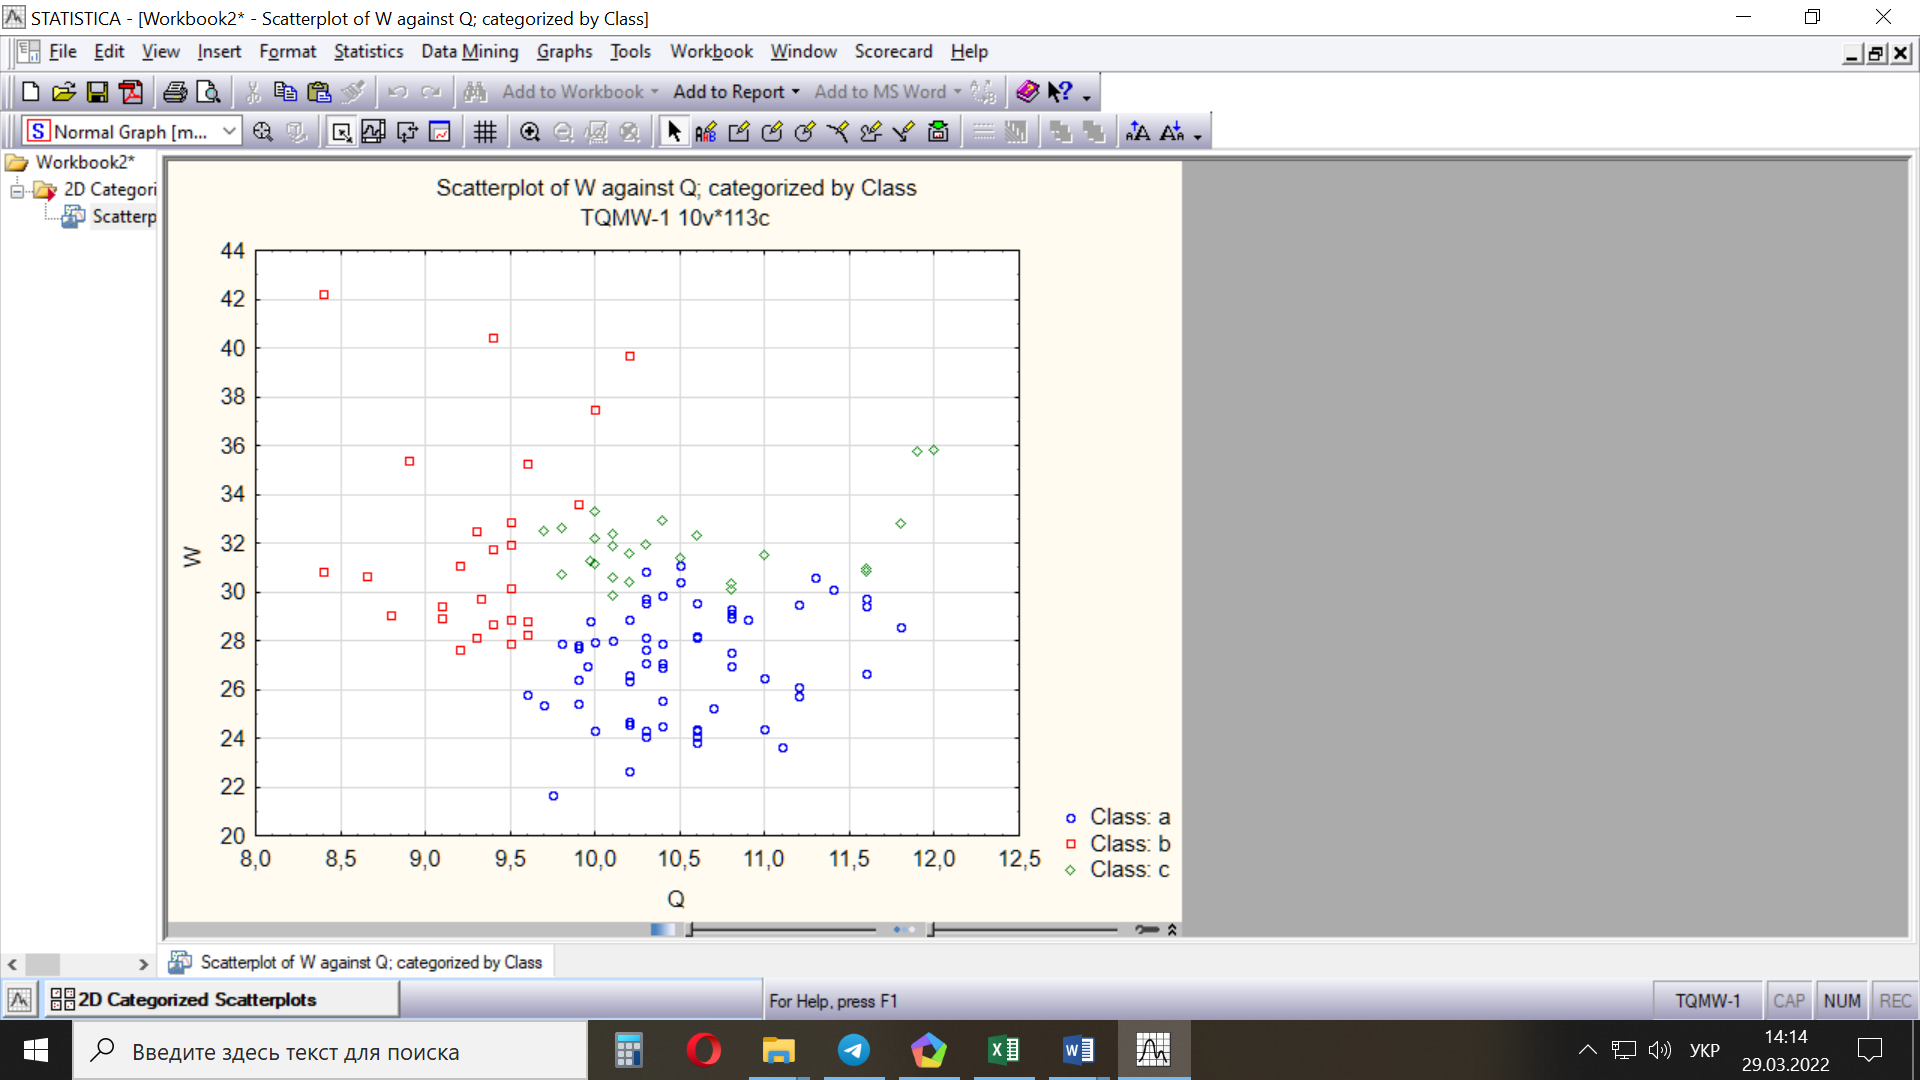 STATISTICA - [Workbook2* - Scatterplot of W against Q; categorized by Class]
File Edit View Insert Format Statistics Data Mining Graphs Tools Workbook Window Scorecard Help
Add to Workbook Add to Report Add to MS Word
S Normal Graph [m...
Workbook2*
2D Categori
Scatterp
Scatterplot of W against Q; categorized by Class
TQMW-1 10v*113c
44
42
40
38
36
34
32
30
28
26
24
22
20
W
8,0 8,5 9,0 9,5 10,0 10,5 11,0 11,5 12,0 12,5
Q
Class: a
Class: b
Class: c
Scatterplot of W against Q; categorized by Class
2D Categorized Scatterplots
For Help, press F1
TQMW-1 CAP NUM REC
Введите здесь текст для поиска
УКР
14:14
29.03.2022